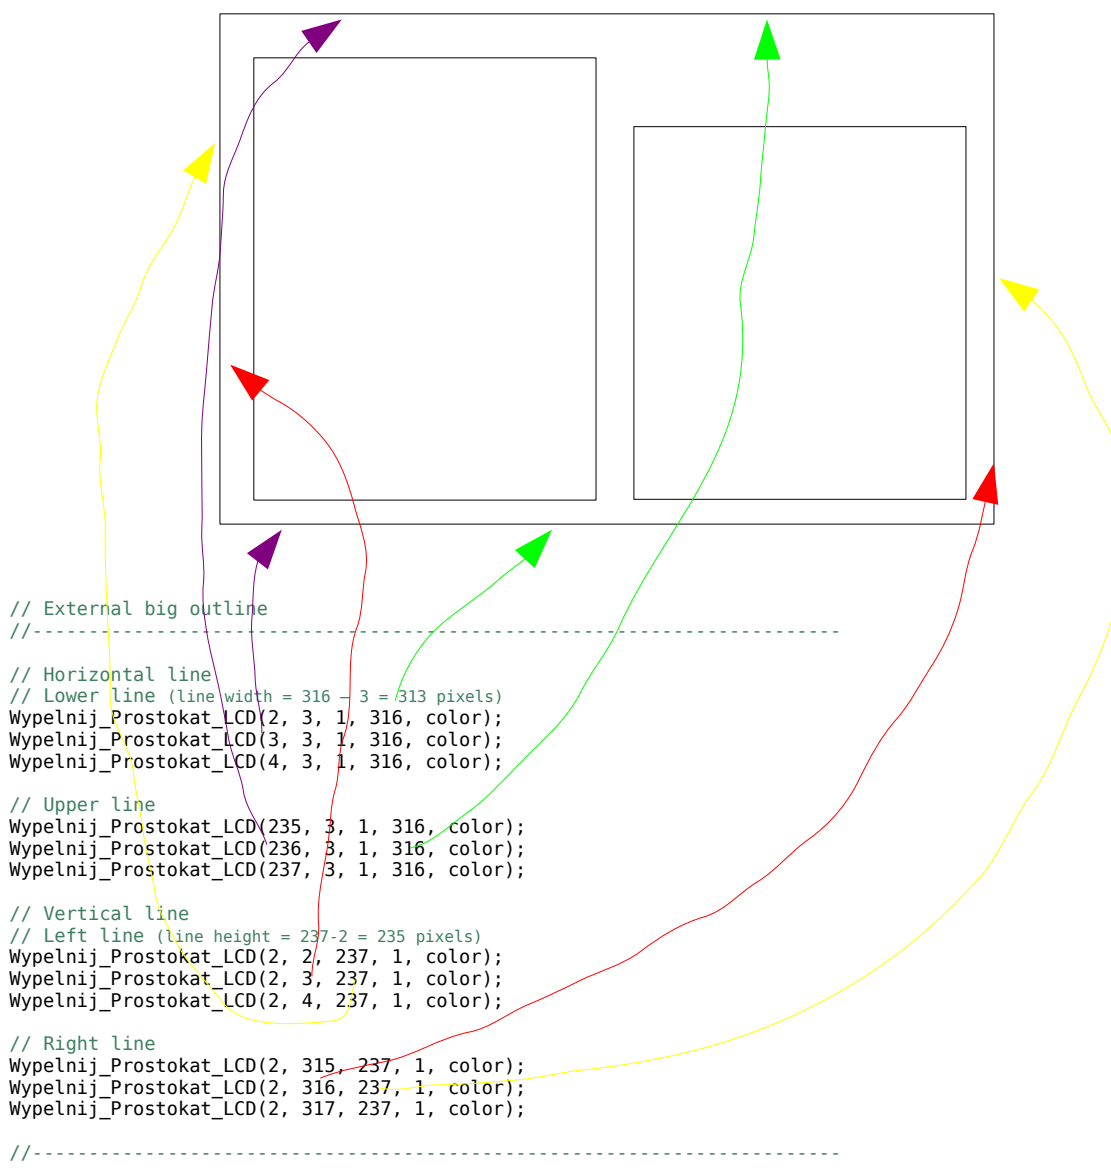 // External big outline
//------------------------------------------------------------------------
// Horizontal line
// Lower line (line width = 316 – 3 = 313 pixels)
Wypelnij_Prostokat_LCD(2, 3, 1, 316, color);
Wypelnij_Prostokat_LCD(3, 3, 1, 316, color);
Wypelnij_Prostokat_LCD(4, 3, 1, 316, color);
// Upper line
Wypelnij_Prostokat_LCD(235, 3, 1, 316, color);
Wypelnij_Prostokat_LCD(236, 3, 1, 316, color);
Wypelnij_Prostokat_LCD(237, 3, 1, 316, color);
// Vertical line
// Left line (line height = 237-2 = 235 pixels)
Wypelnij_Prostokat_LCD(2, 2, 237, 1, color);
Wypelnij_Prostokat_LCD(2, 3, 237, 1, color);
Wypelnij_Prostokat_LCD(2, 4, 237, 1, color);
// Right line
Wypelnij_Prostokat_LCD(2, 315, 237, 1, color);
Wypelnij_Prostokat_LCD(2, 316, 237, 1, color);
Wypelnij_Prostokat_LCD(2, 317, 237, 1, color);
//------------------------------------------------------------------------